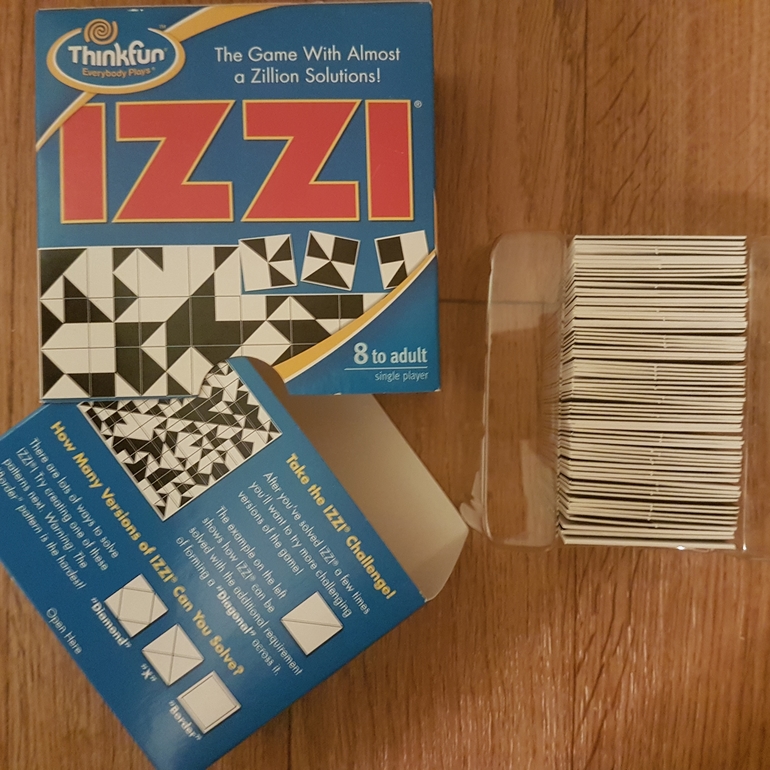 ThinkFun®
Everybody Plays®
The Game With Almost
a Zillion Solutions!
IZZI®
8 to adult
single player
Take the IZZI® Challenge!
After you've solved IZZI® a few times
you'll want to try more challenging
versions of the game!
The example on the left
shows how IZZI® can be
solved with the additional requirement
of forming a "Diagonal" across it.
How Many Versions of IZZI® Can You Solve?
There are lots of ways to solve
IZZI®! Try creating one of these
patterns next. Warning: The
"Border" pattern is the hardest!
"Diamond"
"X"
"Border"
Open Here